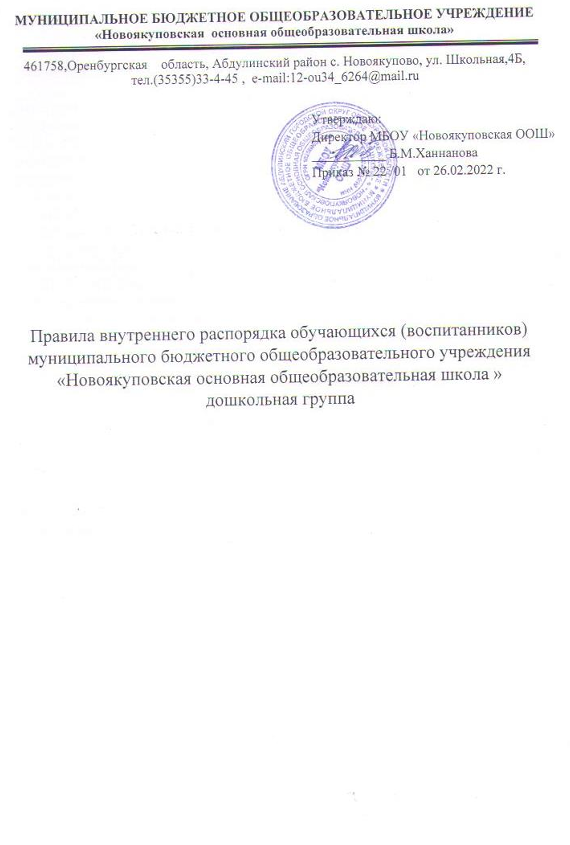 МУНИЦИПАЛЬНОЕ БЮДЖЕТНОЕ ОБЩЕОБРАЗОВАТЕЛЬНОЕ УЧРЕЖДЕНИЕ
«Новоякуповская основная общеобразовательная школа»
461758,Оренбургская область, Абдулинский район с. Новоякупово, ул. Школьная,4Б,
тел.(35355)33-4-45 , e-mail:12-ou34_6264@mail.ru
Утверждаю:
Директор МБОУ «Новоякуповская ООШ»
Б.М.Ханнанова
Приказ № 22 /01 от 26.02.2022 г.
Правила внутреннего распорядка обучающихся (воспитанников)
муниципального бюджетного общеобразовательного учреждения
«Новоякуповская основная общеобразовательная школа »
дошкольная группа